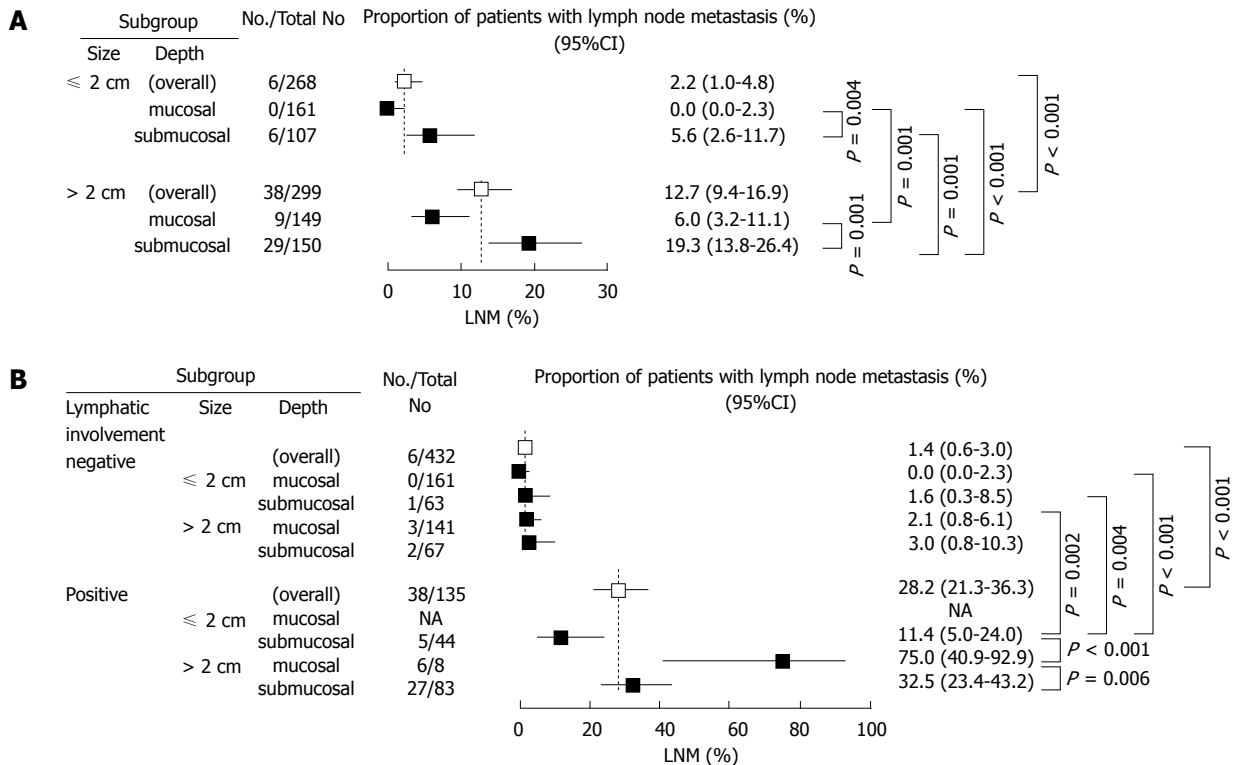 A
Subgroup No./Total No Proportion of patients with lymph node metastasis (%)
Size Depth (95%CI)
≤ 2 cm (overall) 6/268 2.2 (1.0-4.8)
mucosal 0/161 0.0 (0.0-2.3)
submucosal 6/107 5.6 (2.6-11.7)
> 2 cm (overall) 38/299 12.7 (9.4-16.9)
mucosal 9/149 6.0 (3.2-11.1)
submucosal 29/150 19.3 (13.8-26.4)
P = 0.004
P = 0.001
P = 0.001
P = 0.001
P < 0.001
P < 0.001
0 10 20 30
LNM (%)
B
Subgroup No./Total Proportion of patients with lymph node metastasis (%)
Lymphatic Size Depth No (95%CI)
involvement
negative (overall) 6/432 1.4 (0.6-3.0)
≤ 2 cm mucosal 0/161 0.0 (0.0-2.3)
submucosal 1/63 1.6 (0.3-8.5)
> 2 cm mucosal 3/141 2.1 (0.8-6.1)
submucosal 2/67 3.0 (0.8-10.3)
Positive (overall) 38/135 28.2 (21.3-36.3)
≤ 2 cm mucosal NA NA
submucosal 5/44 11.4 (5.0-24.0)
> 2 cm mucosal 6/8 75.0 (40.9-92.9)
submucosal 27/83 32.5 (23.4-43.2)
P = 0.002
P = 0.004
P < 0.001
P < 0.001
P < 0.001
P = 0.006
0 20 40 60 80 100
LNM (%)